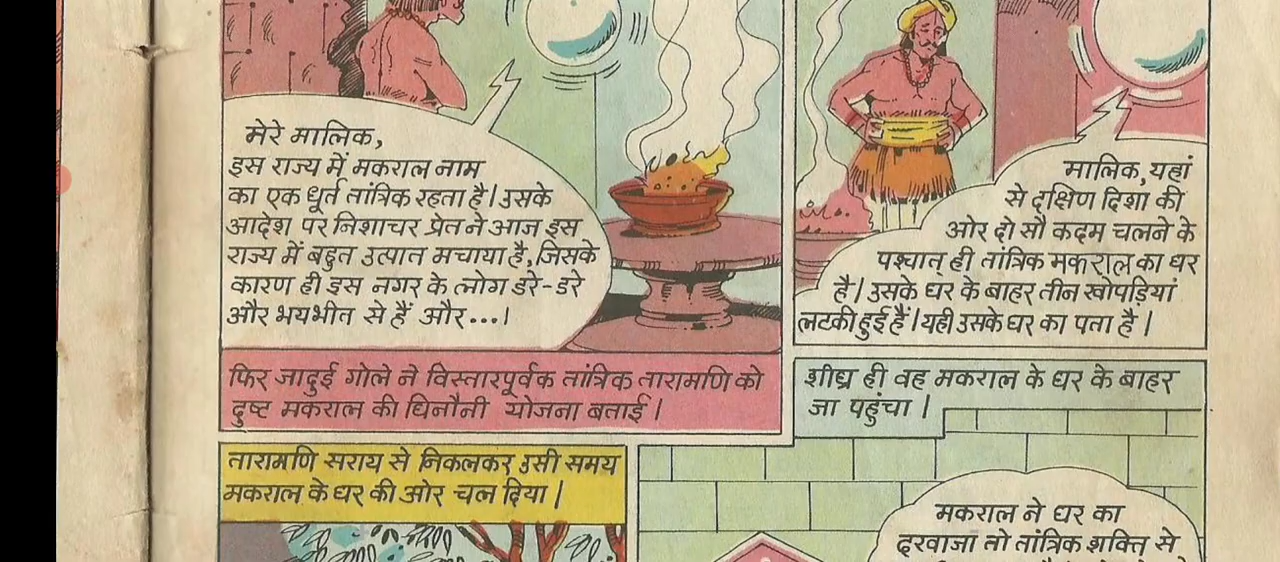 मेरे मालिक,
इस राज्य में मकराल नाम
का एक धूर्त तांत्रिक रहता है। उसके
आदेश पर निशाचर प्रेत ने आज इस
राज्य में बहुत उत्पात मचाया है, जिसके
कारण ही इस नगर के लोग डरे-डरे
और भयभीत से हैं और...।
मालिक, यहां
से दक्षिण दिशा की
ओर दो सौ कदम चलने के
पश्चात् ही तांत्रिक मकराल का घर
है। उसके घर के बाहर तीन खोपड़ियां
लटकी हुई हैं। यही उसके घर का पता है।
फिर जादुई गोले ने विस्तारपूर्वक तांत्रिक तारामणि को
दुष्ट मकराल की घिनौनी योजना बताई।
शीघ्र ही वह मकराल के घर के बाहर
जा पहुंचा।
तारामणि सराय से निकलकर उसी समय
मकराल के घर की ओर चल दिया।
मकराल ने घर का
दरवाजा तो तांत्रिक शक्ति से